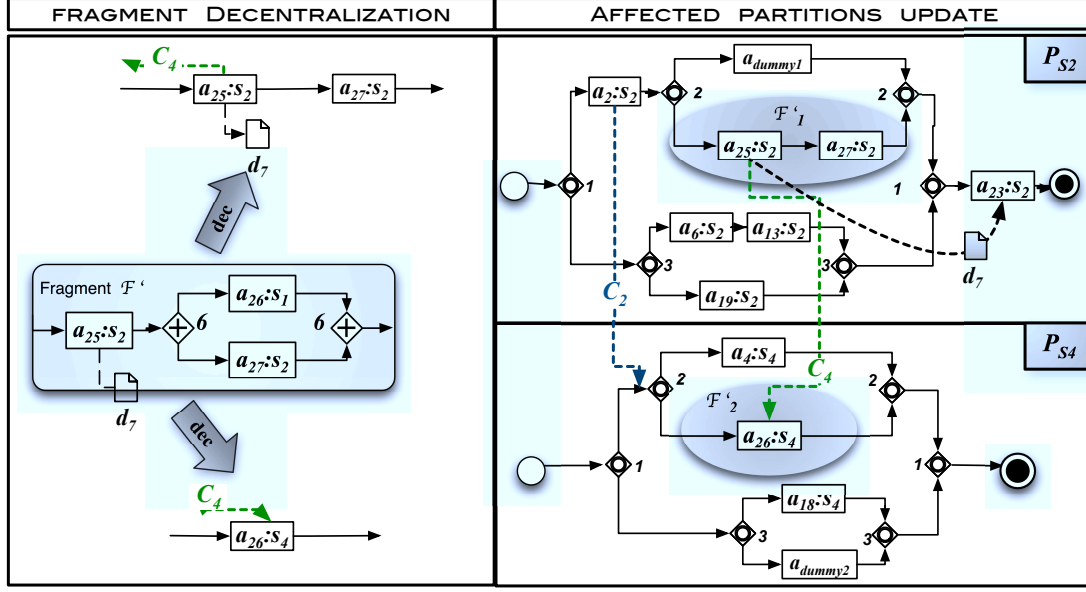 FRAGMENT DECENTRALIZATION
AFFECTED PARTITIONS UPDATE
C4
a25:s2
a27:s2
d7
dec
Fragment F‘
a25:s2
6
a26:s1
6
a27:s2
d7
dec
C4
a26:s4
PS2
adummy1
a2:s2
2
2
F‘1
a25:s2
a27:s2
1
1
a23:s2
a6:s2
a13:s2
3
3
d7
C2
a19:s2
PS4
a4:s4
C4
2
2
F‘2
a26:s4
1
1
a18:s4
3
3
adummy2